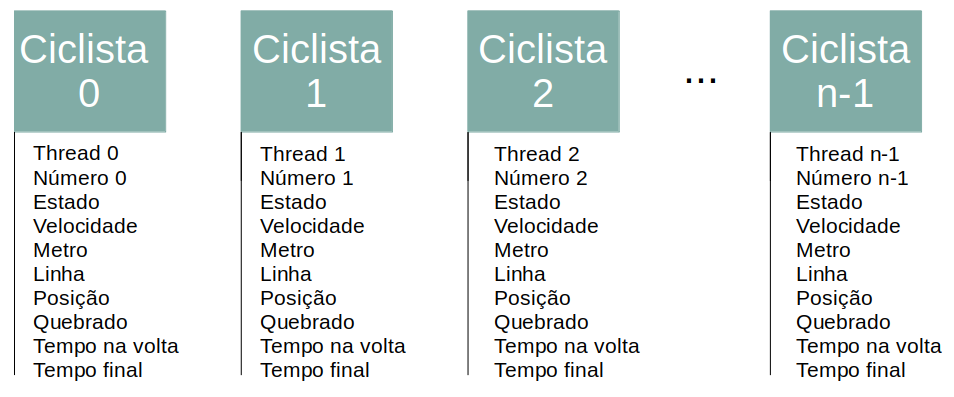 Ciclista
0
Thread 0
Número 0
Estado
Velocidade
Metro
Linha
Posição
Quebrado
Tempo na volta
Tempo final
Ciclista
1
Thread 1
Número 1
Estado
Velocidade
Metro
Linha
Posição
Quebrado
Tempo na volta
Tempo final
Ciclista
2
Thread 2
Número 2
Estado
Velocidade
Metro
Linha
Posição
Quebrado
Tempo na volta
Tempo final
...
Ciclista
n-1
Thread n-1
Número n-1
Estado
Velocidade
Metro
Linha
Posição
Quebrado
Tempo na volta
Tempo final